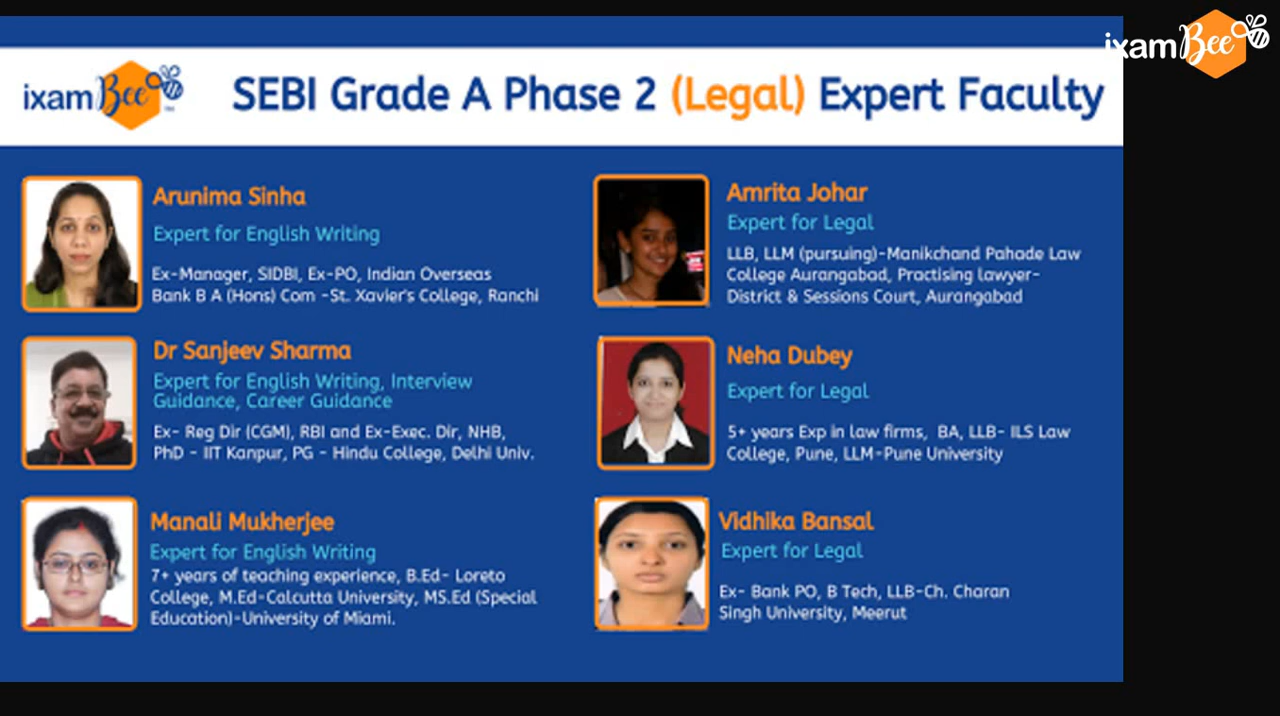 ixamBee
ixamBee™
SEBI Grade A Phase 2 (Legal) Expert Faculty
Arunima Sinha
Expert for English Writing
Ex-Manager, SIDBI, Ex-PO, Indian Overseas
Bank B A (Hons) Com -St. Xavier's College, Ranchi
Dr Sanjeev Sharma
Expert for English Writing, Interview
Guidance, Career Guidance
Ex- Reg Dir (CGM), RBI and Ex-Exec. Dir, NHB,
PhD - IIT Kanpur, PG - Hindu College, Delhi Univ.
Manali Mukherjee
Expert for English Writing
7+ years of teaching experience, B.Ed- Loreto
College, M.Ed-Calcutta University, MS.Ed (Special
Education)-University of Miami.
Amrita Johar
Expert for Legal
LLB, LLM (pursuing)-Manikchand Pahade Law
College Aurangabad, Practising lawyer-
District & Sessions Court, Aurangabad
Neha Dubey
Expert for Legal
5+ years Exp in law firms, BA, LLB- ILS Law
College, Pune, LLM-Pune University
Vidhika Bansal
Expert for Legal
Ex- Bank PO, B Tech, LLB-Ch. Charan
Singh University, Meerut